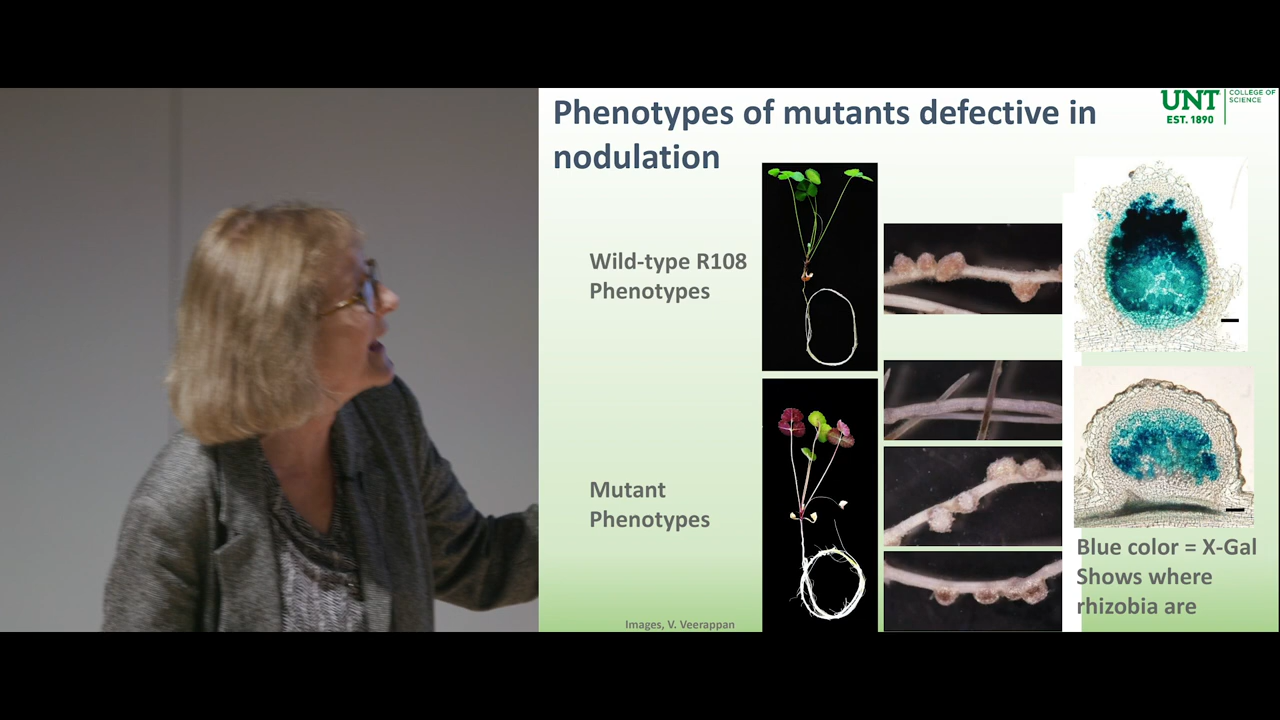 Phenotypes of mutants defective in
nodulation
UNT
EST. 1890
COLLEGE OF
SCIENCE
Wild-type R108
Phenotypes
Mutant
Phenotypes
Blue color = X-Gal
Shows where
rhizobia are
Images, V. Veerappan